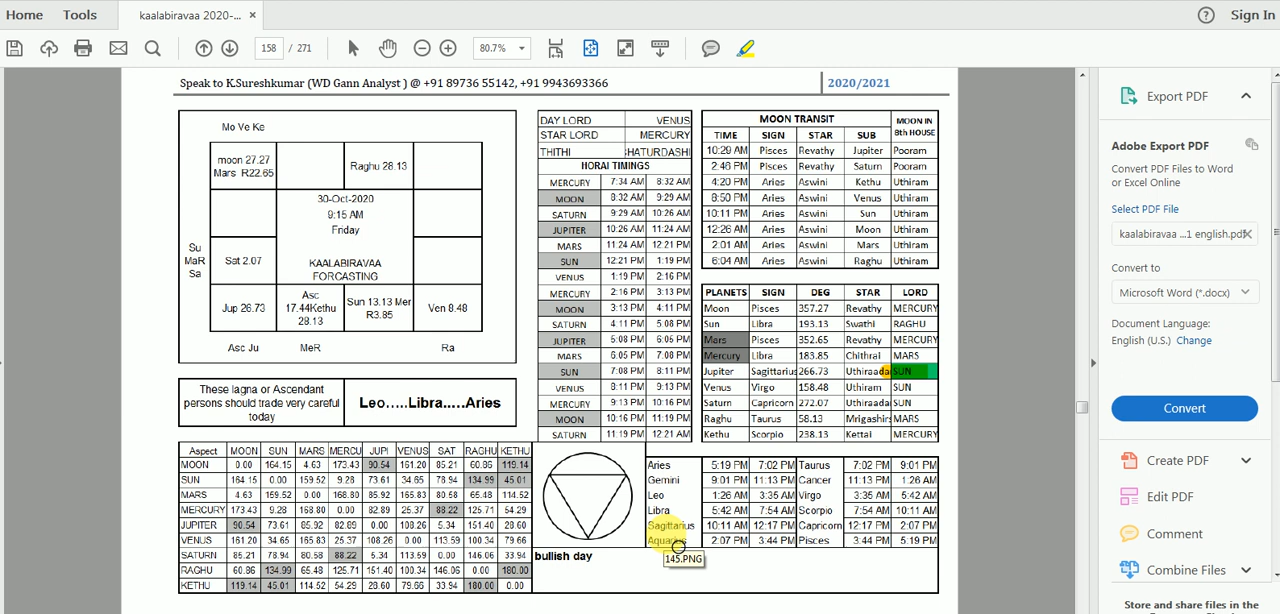 Home Tools kaalabiravaa 2020-... × Sign In
158 / 271 80.7%
Speak to K.Sureshkumar (WD Gann Analyst ) @ +91 89736 55142, +91 9943693366 2020/2021
Mo Ve Ke
moon 27.27
Mars R22.65
Raghu 28.13
30-Oct-2020
9:15 AM
Friday
KAALABIRAVAA
FORCASTING
Su
MaR
Sa
Sat 2.07
Jup 26.73
Asc
17.44Kethu
28.13
Sun 13.13 Mer
R3.85
Ven 8.48
Asc Ju MeR Ra
These lagna or Ascendant
persons should trade very careful
today
Leo.....Libra.....Aries
DAY LORD VENUS
STAR LORD MERCURY
THITHI CHATURDASHI
HORAI TIMINGS
MERCURY 7:34 AM 8:32 AM
MOON 8:32 AM 9:29 AM
SATURN 9:29 AM 10:26 AM
JUPITER 10:26 AM 11:24 AM
MARS 11:24 AM 12:21 PM
SUN 12:21 PM 1:19 PM
VENUS 1:19 PM 2:16 PM
MERCURY 2:16 PM 3:13 PM
MOON 3:13 PM 4:11 PM
SATURN 4:11 PM 5:08 PM
JUPITER 5:08 PM 6:05 PM
MARS 6:05 PM 7:08 PM
SUN 7:08 PM 8:11 PM
VENUS 8:11 PM 9:13 PM
MERCURY 9:13 PM 10:16 PM
MOON 10:16 PM 11:19 PM
SATURN 11:19 PM 12:21 AM
MOON TRANSIT MOON IN
8th HOUSE
TIME SIGN STAR SUB
10:29 AM Pisces Revathy Jupiter Pooram
2:46 PM Pisces Revathy Saturn Pooram
4:20 PM Aries Aswini Kethu Uthiram
8:50 PM Aries Aswini Venus Uthiram
10:11 PM Aries Aswini Sun Uthiram
12:26 AM Aries Aswini Moon Uthiram
2.01 AM Aries Aswini Mars Uthiram
6:04 AM Aries Aswini Raghu Uthiram
PLANETS SIGN DEG STAR LORD
Moon Pisces 357.27 Revathy MERCURY
Sun Libra 193.13 Swathi RAGHU
Mars Pisces 352.65 Revathy MERCURY
Mercury Libra 183.85 Chithrai MARS
Jupiter Sagittarius 266.73 Uthiraadar SUN
Venus Virgo 158.48 Uthiram SUN
Saturn Capricorn 272.07 Uthiraadar SUN
Raghu Taurus 58.13 Mrigashirs MARS
Kethu Scorpio 238.13 Kettai MERCURY
Aspect MOON SUN MARS MERCU JUPI VENUS SAT RAGHU KETHU
MOON 0.00 164.15 4.63 173.43 90.54 161.20 85.21 60.86 119.14
SUN 164.15 0.00 159.52 9.28 73.61 34.65 78.94 134.99 45.01
MARS 4.63 159.52 0.00 168.80 85.92 165.83 80.58 65.48 114.52
MERCURY 173.43 9.28 168.80 0.00 82.89 25.37 88.22 125.71 54.29
JUPITER 90.54 73.61 85.92 82.89 0.00 108.26 5.34 151.40 28.60
VENUS 161.20 34.65 165.83 25.37 108.26 0.00 113.59 100.34 79.66
SATURN 85.21 78.94 80.58 88.22 5.34 113.59 0.00 146.06 33.94
RAGHU 60.86 134.99 65.48 125.71 151.40 100.34 146.06 0.00 180.00
KETHU 119.14 45.01 114.52 54.29 28.60 79.66 33.94 180.00 0.00
Aries 5:19 PM 7:02 PM Taurus 7:02 PM 9:01 PM
Gemini 9:01 PM 11:13 PM Cancer 11:13 PM 1:26 AM
Leo 1:26 AM 3:35 AM Virgo 3:35 AM 5:42 AM
Libra 5:42 AM 7:54 AM Scorpio 7:54 AM 10:11 AM
Sagittarius 10:11 AM 12:17 PM Capricorn 12:17 PM 2:07 PM
Aquarius 2:07 PM 3:44 PM Pisces 3:44 PM 5:19 PM
bullish day
145.PNG
Export PDF
Adobe Export PDF
Convert PDF Files to Word
or Excel Online
Select PDF File
kaalabiravaa ...1 english.pdf ×
Convert to
Microsoft Word (*.docx)
Document Language:
English (U.S.) Change
Convert
Create PDF
Edit PDF
Comment
Combine Files
Store and share files in the